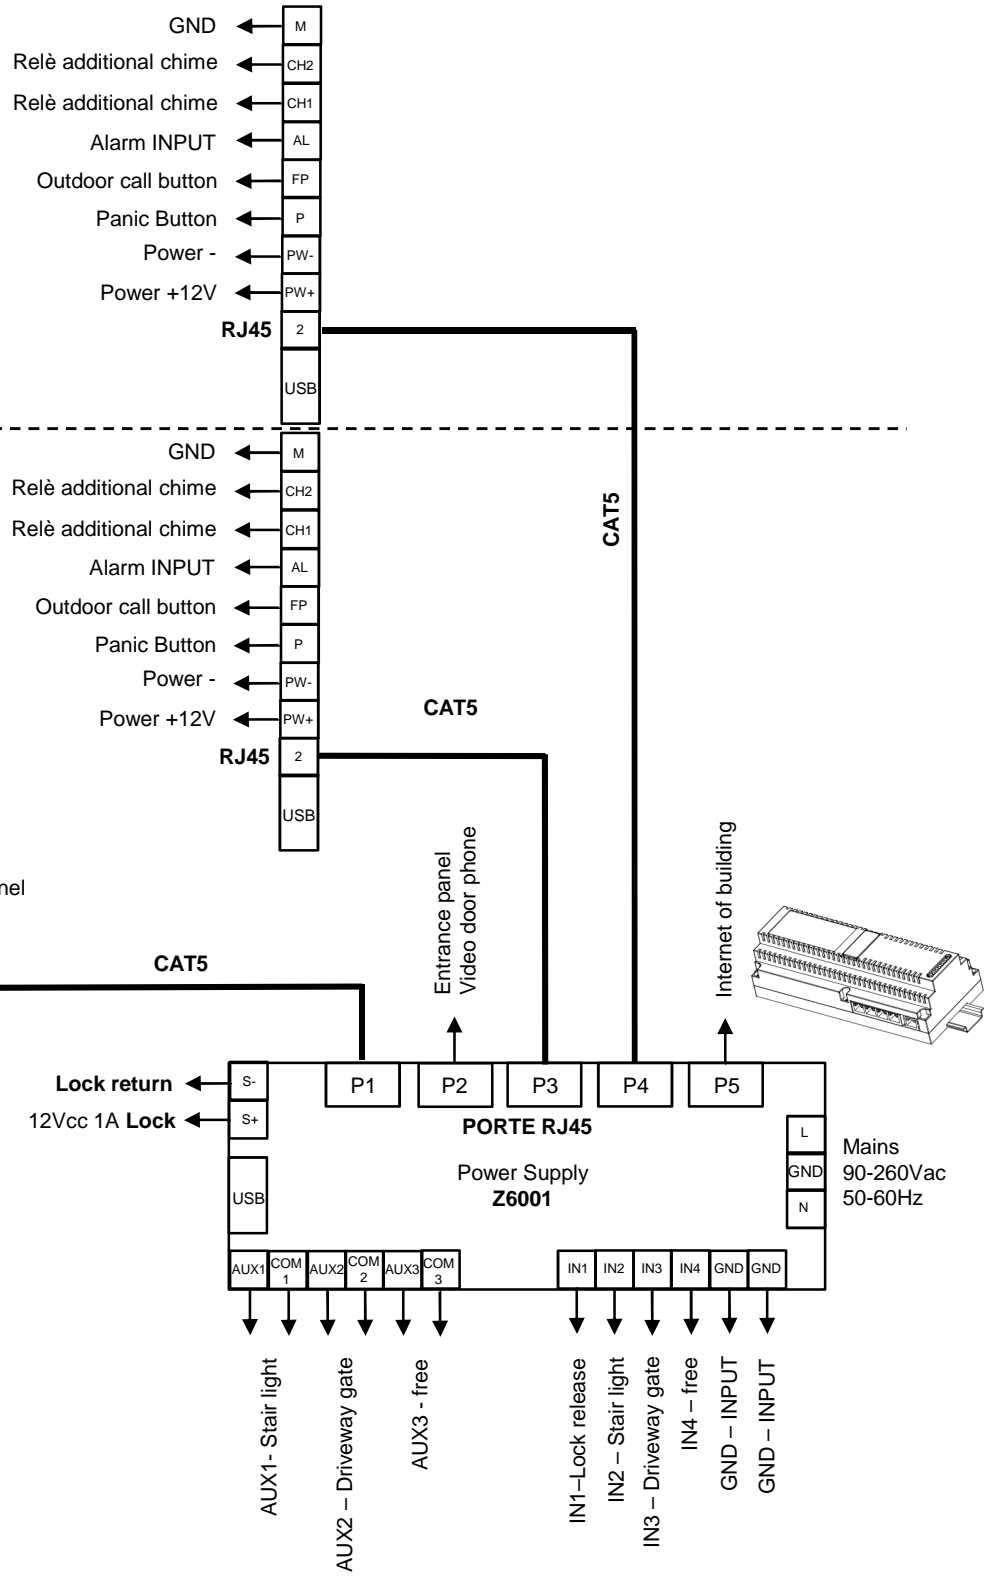 GND M
Relè additional chime CH2
Relè additional chime CH1
Alarm INPUT AL
Outdoor call button FP
Panic Button P
Power - PW-
Power +12V PW+
RJ45 2
USB
GND M
Relè additional chime CH2
Relè additional chime CH1
Alarm INPUT AL
Outdoor call button FP
Panic Button P
Power - PW-
Power +12V PW+
RJ45 2
USB
CAT5
CAT5
nel
CAT5
Entrance panel
Video door phone
Internet of building
Lock return S-
12Vcc 1A Lock S+
P1 P2 P3 P4 P5
PORTE RJ45
Power Supply
Z6001
USB
L
GND
N
Mains
90-260Vac
50-60Hz
AUX1 COM 1 AUX2 COM 2 AUX3 COM 3
IN1 IN2 IN3 IN4 GND GND
AUX1- Stair light
AUX2 – Driveway gate
AUX3 - free
IN1–Lock release
IN2 – Stair light
IN3 – Driveway gate
IN4 – free
GND – INPUT
GND – INPUT